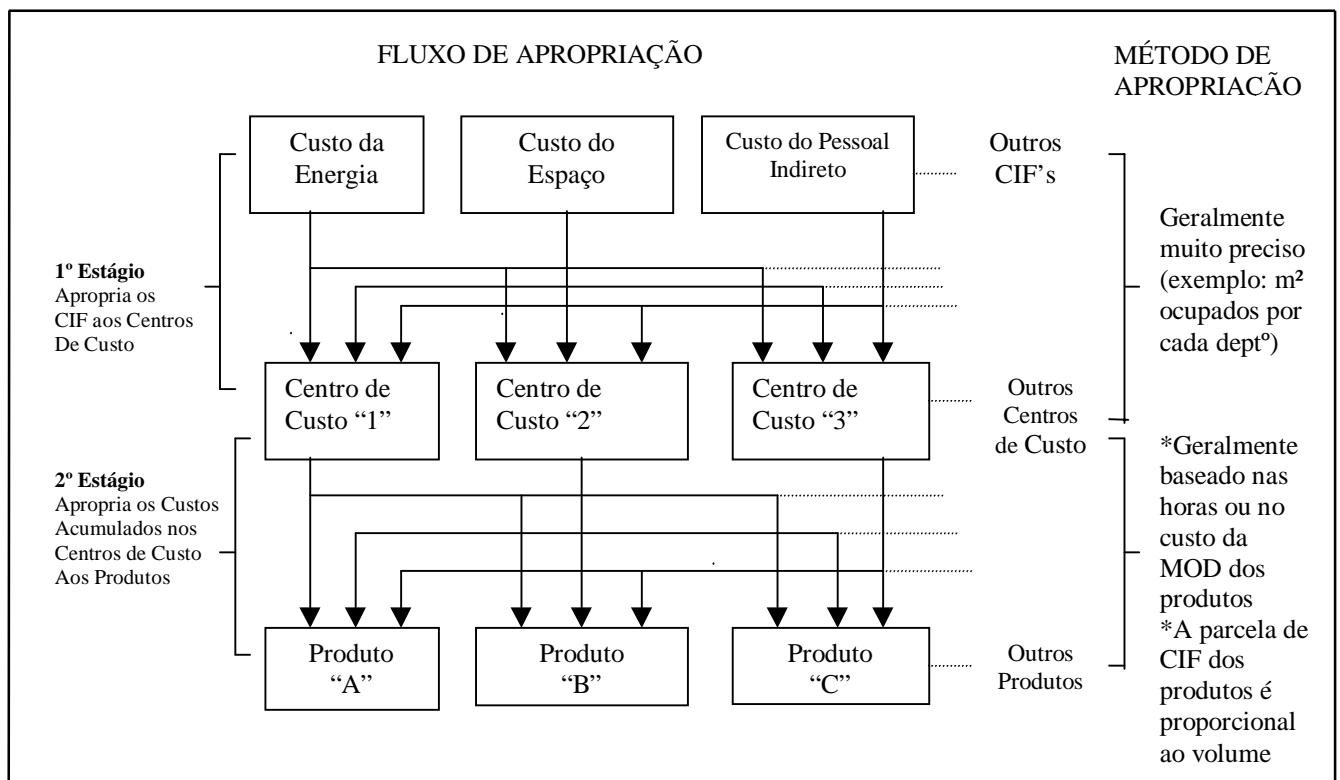 FLUXO DE APROPRIAÇÃO
MÉTODO DE
APROPRIACÃO
Custo da
Energia
Custo do
Espaço
Custo do Pessoal
Indireto
Outros
CIF’s
1º Estágio
Apropria os
CIF aos Centros
De Custo
Geralmente
muito preciso
(exemplo: m²
ocupados por
cada deptº)
Centro de
Custo “1”
Centro de
Custo “2”
Centro de
Custo “3”
Outros
Centros
de Custo
2º Estágio
Apropria os Custos
Acumulados nos
Centros de Custo
Aos Produtos
*Geralmente
baseado nas
horas ou no
custo da
MOD dos
produtos
*A parcela de
CIF dos
produtos é
proporcional
ao volume
Produto
“A”
Produto
“B”
Produto
“C”
Outros
Produtos